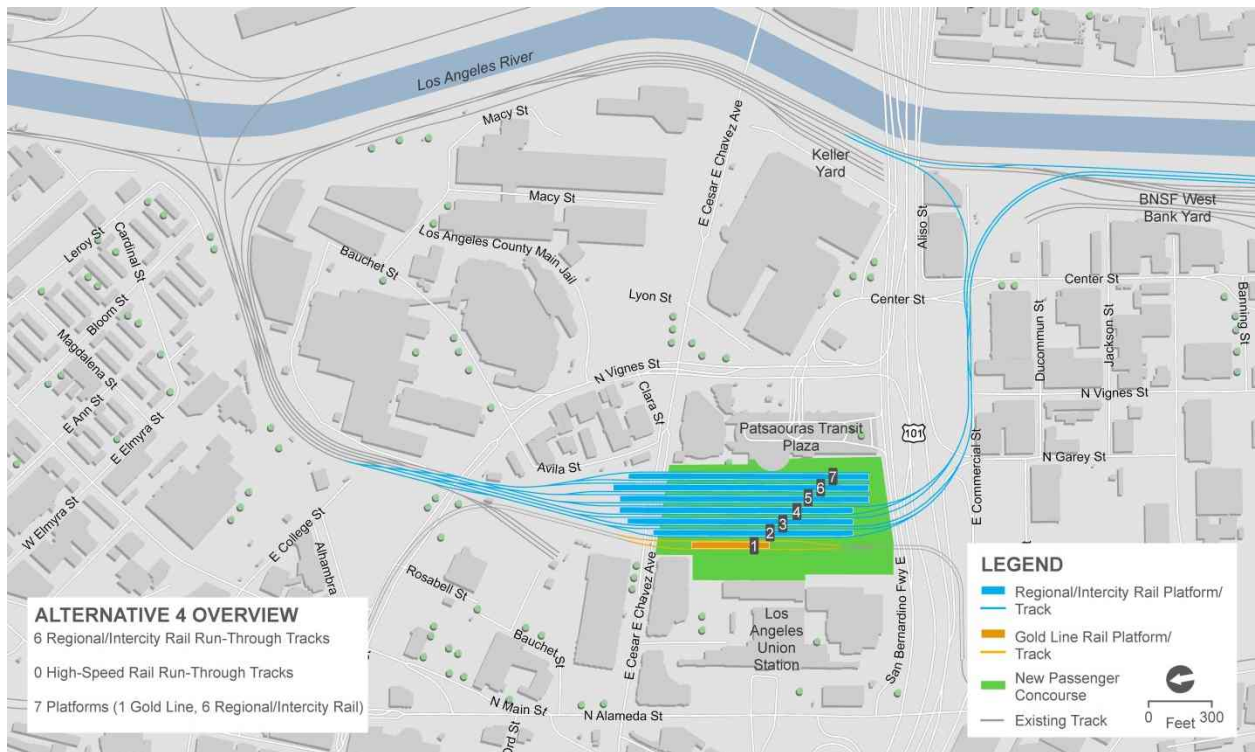 Los Angeles River
Macy St
Keller
Yard
E Cesar E Chavez Ave
Aliso St
BNSF West
Bank Yard
Macy St
Leroy St
Cardinal St
Bauchet St
Los Angeles County Main Jail
Lyon St
Center St
Center St
Banning St
Bloom St
Magdalena St
Ducommun St
Jackson St
E Ann St
N Vignes St
Clara St
N Vignes St
E Elmyra St
Patsaouras Transit
Plaza
101
Avila St
E Commercial St
N Garey St
7
6
5
4
3
2
1
W Elmyra St
E College St
Alhambra
Rosabell St
E Cesar E Chavez Ave
San Bernardino Fwy E
Bauchet St
Los
Angeles
Union
Station
N Main St
N Alameda St
Ord St
ALTERNATIVE 4 OVERVIEW
6 Regional/Intercity Rail Run-Through Tracks
0 High-Speed Rail Run-Through Tracks
7 Platforms (1 Gold Line, 6 Regional/Intercity Rail)
LEGEND
Regional/Intercity Rail Platform/
Track
Gold Line Rail Platform/
Track
New Passenger
Concourse
Existing Track
0 300
Feet